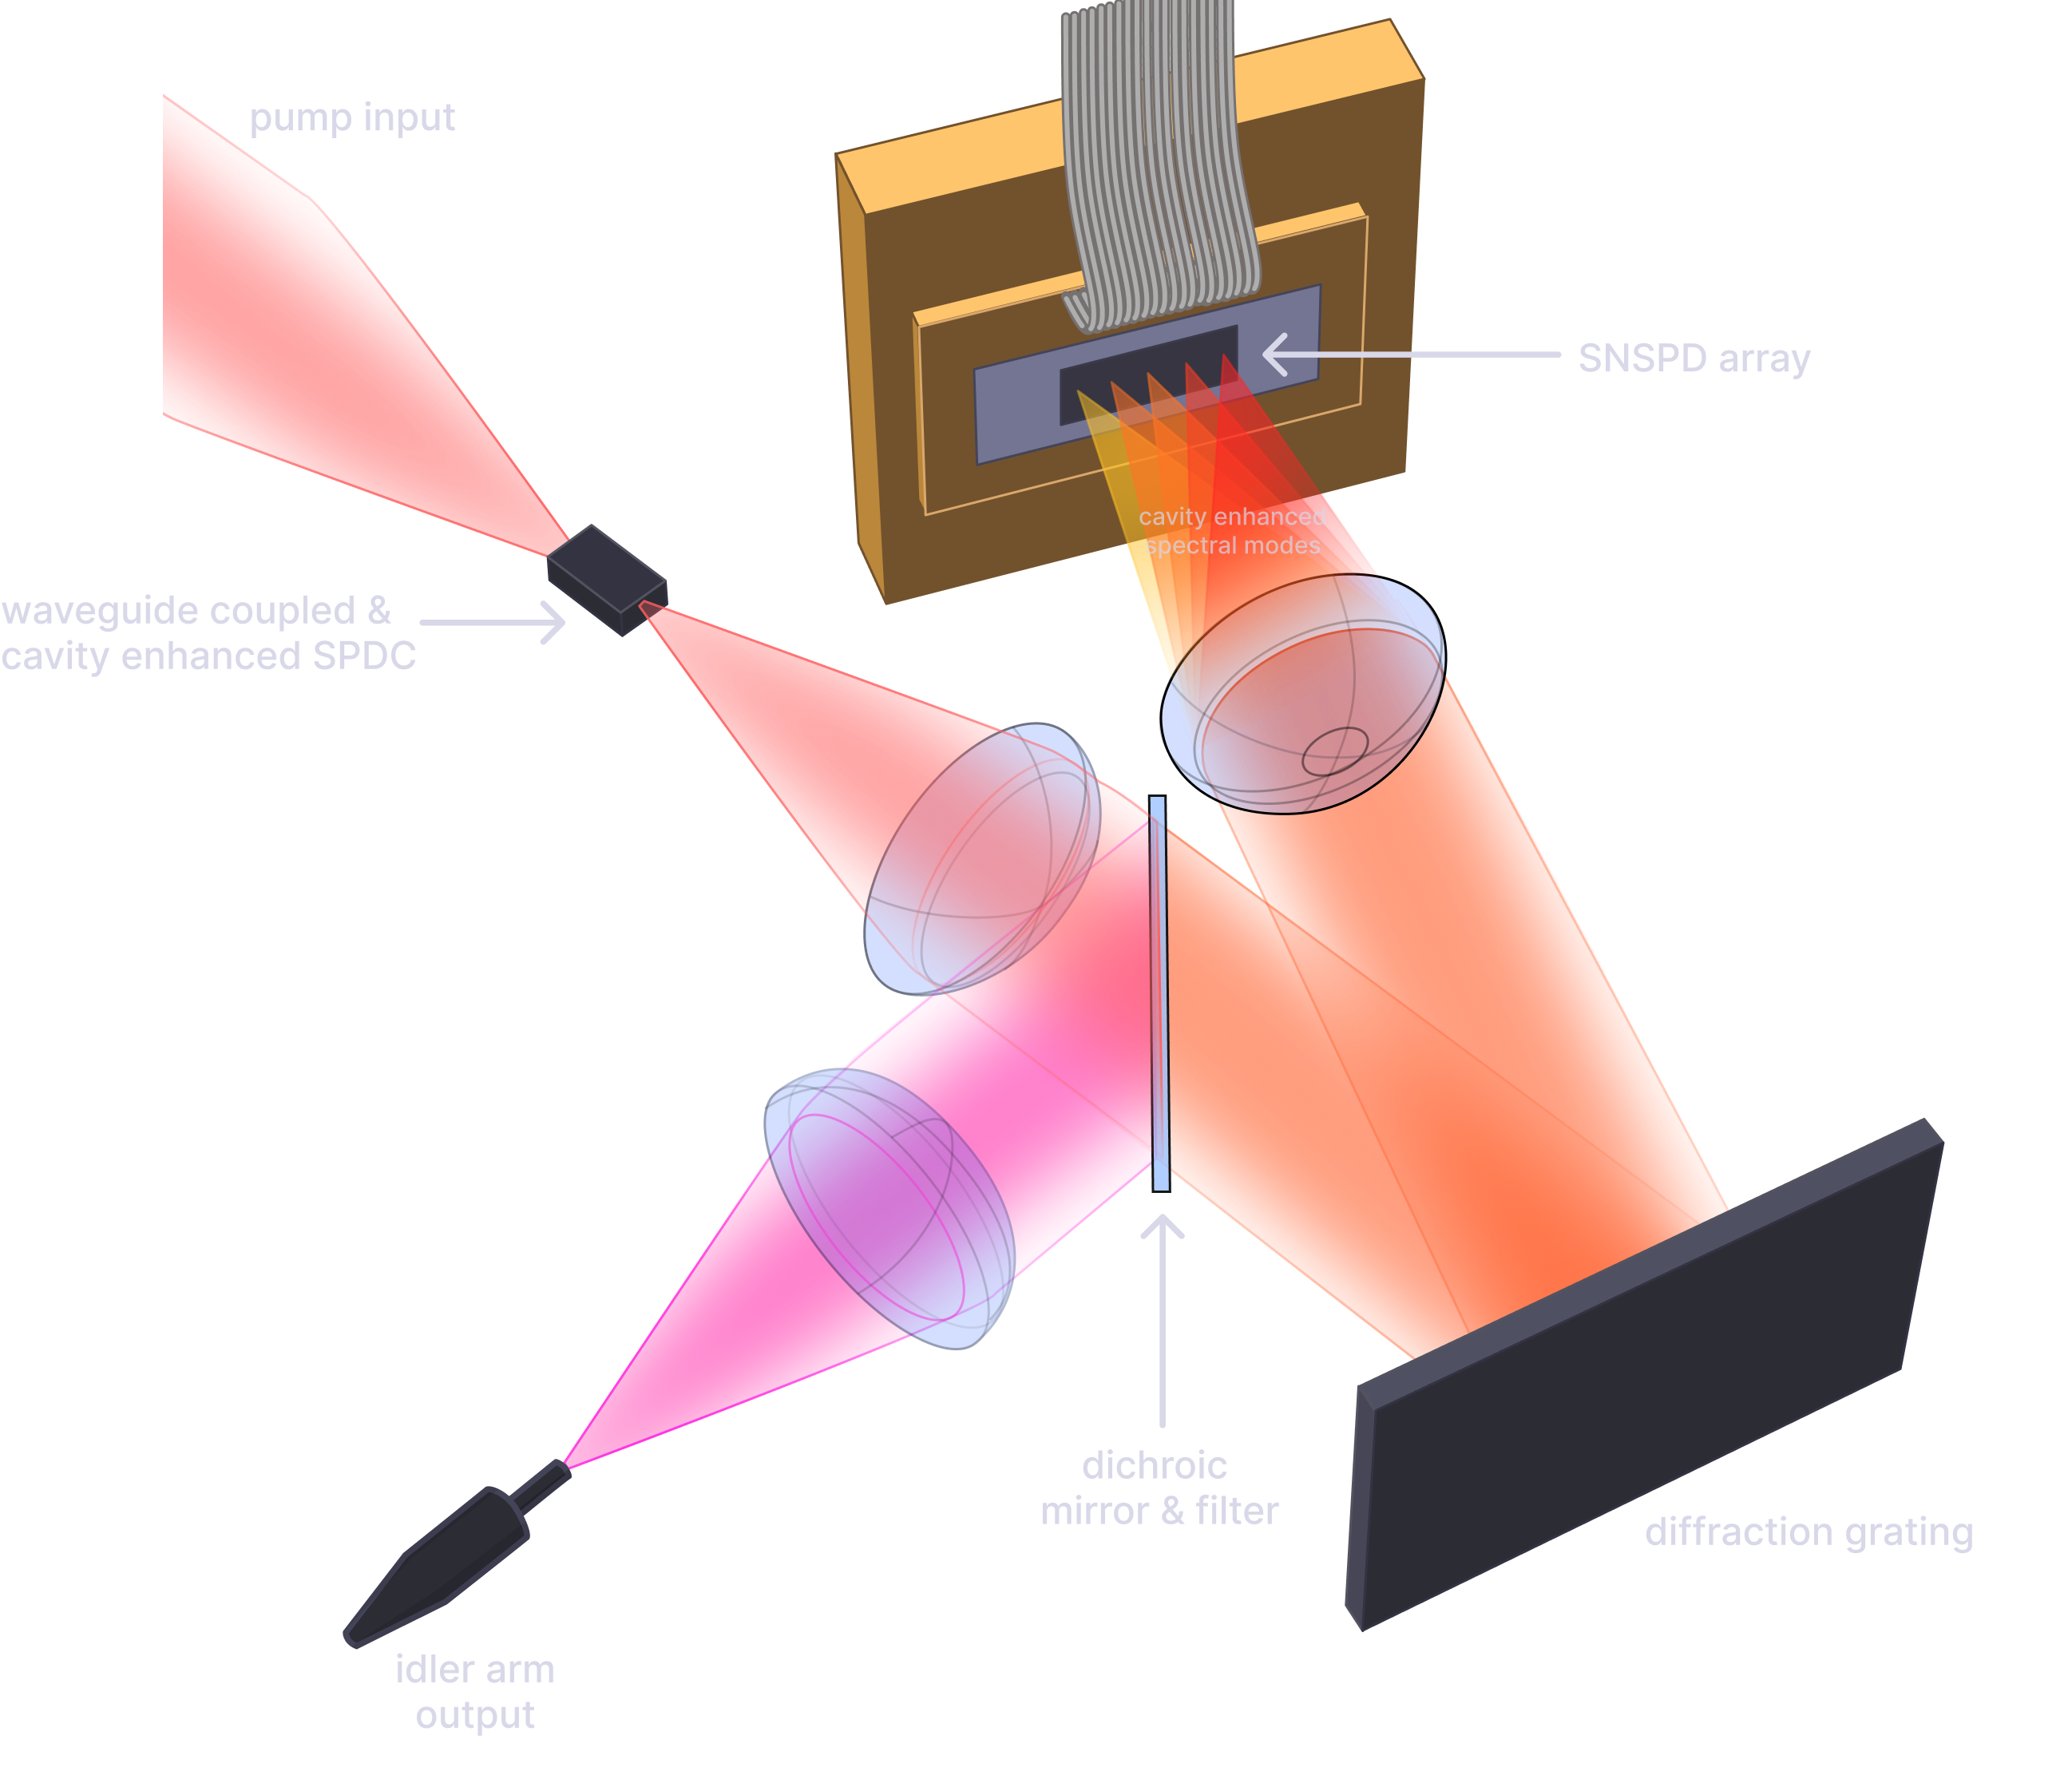 pump input
SNSPD array
cavity enhanced
spectral modes
waveguide coupled &
cavity enhanced SPDC
dichroic
mirror & filter
diffraction grating
idler arm
output